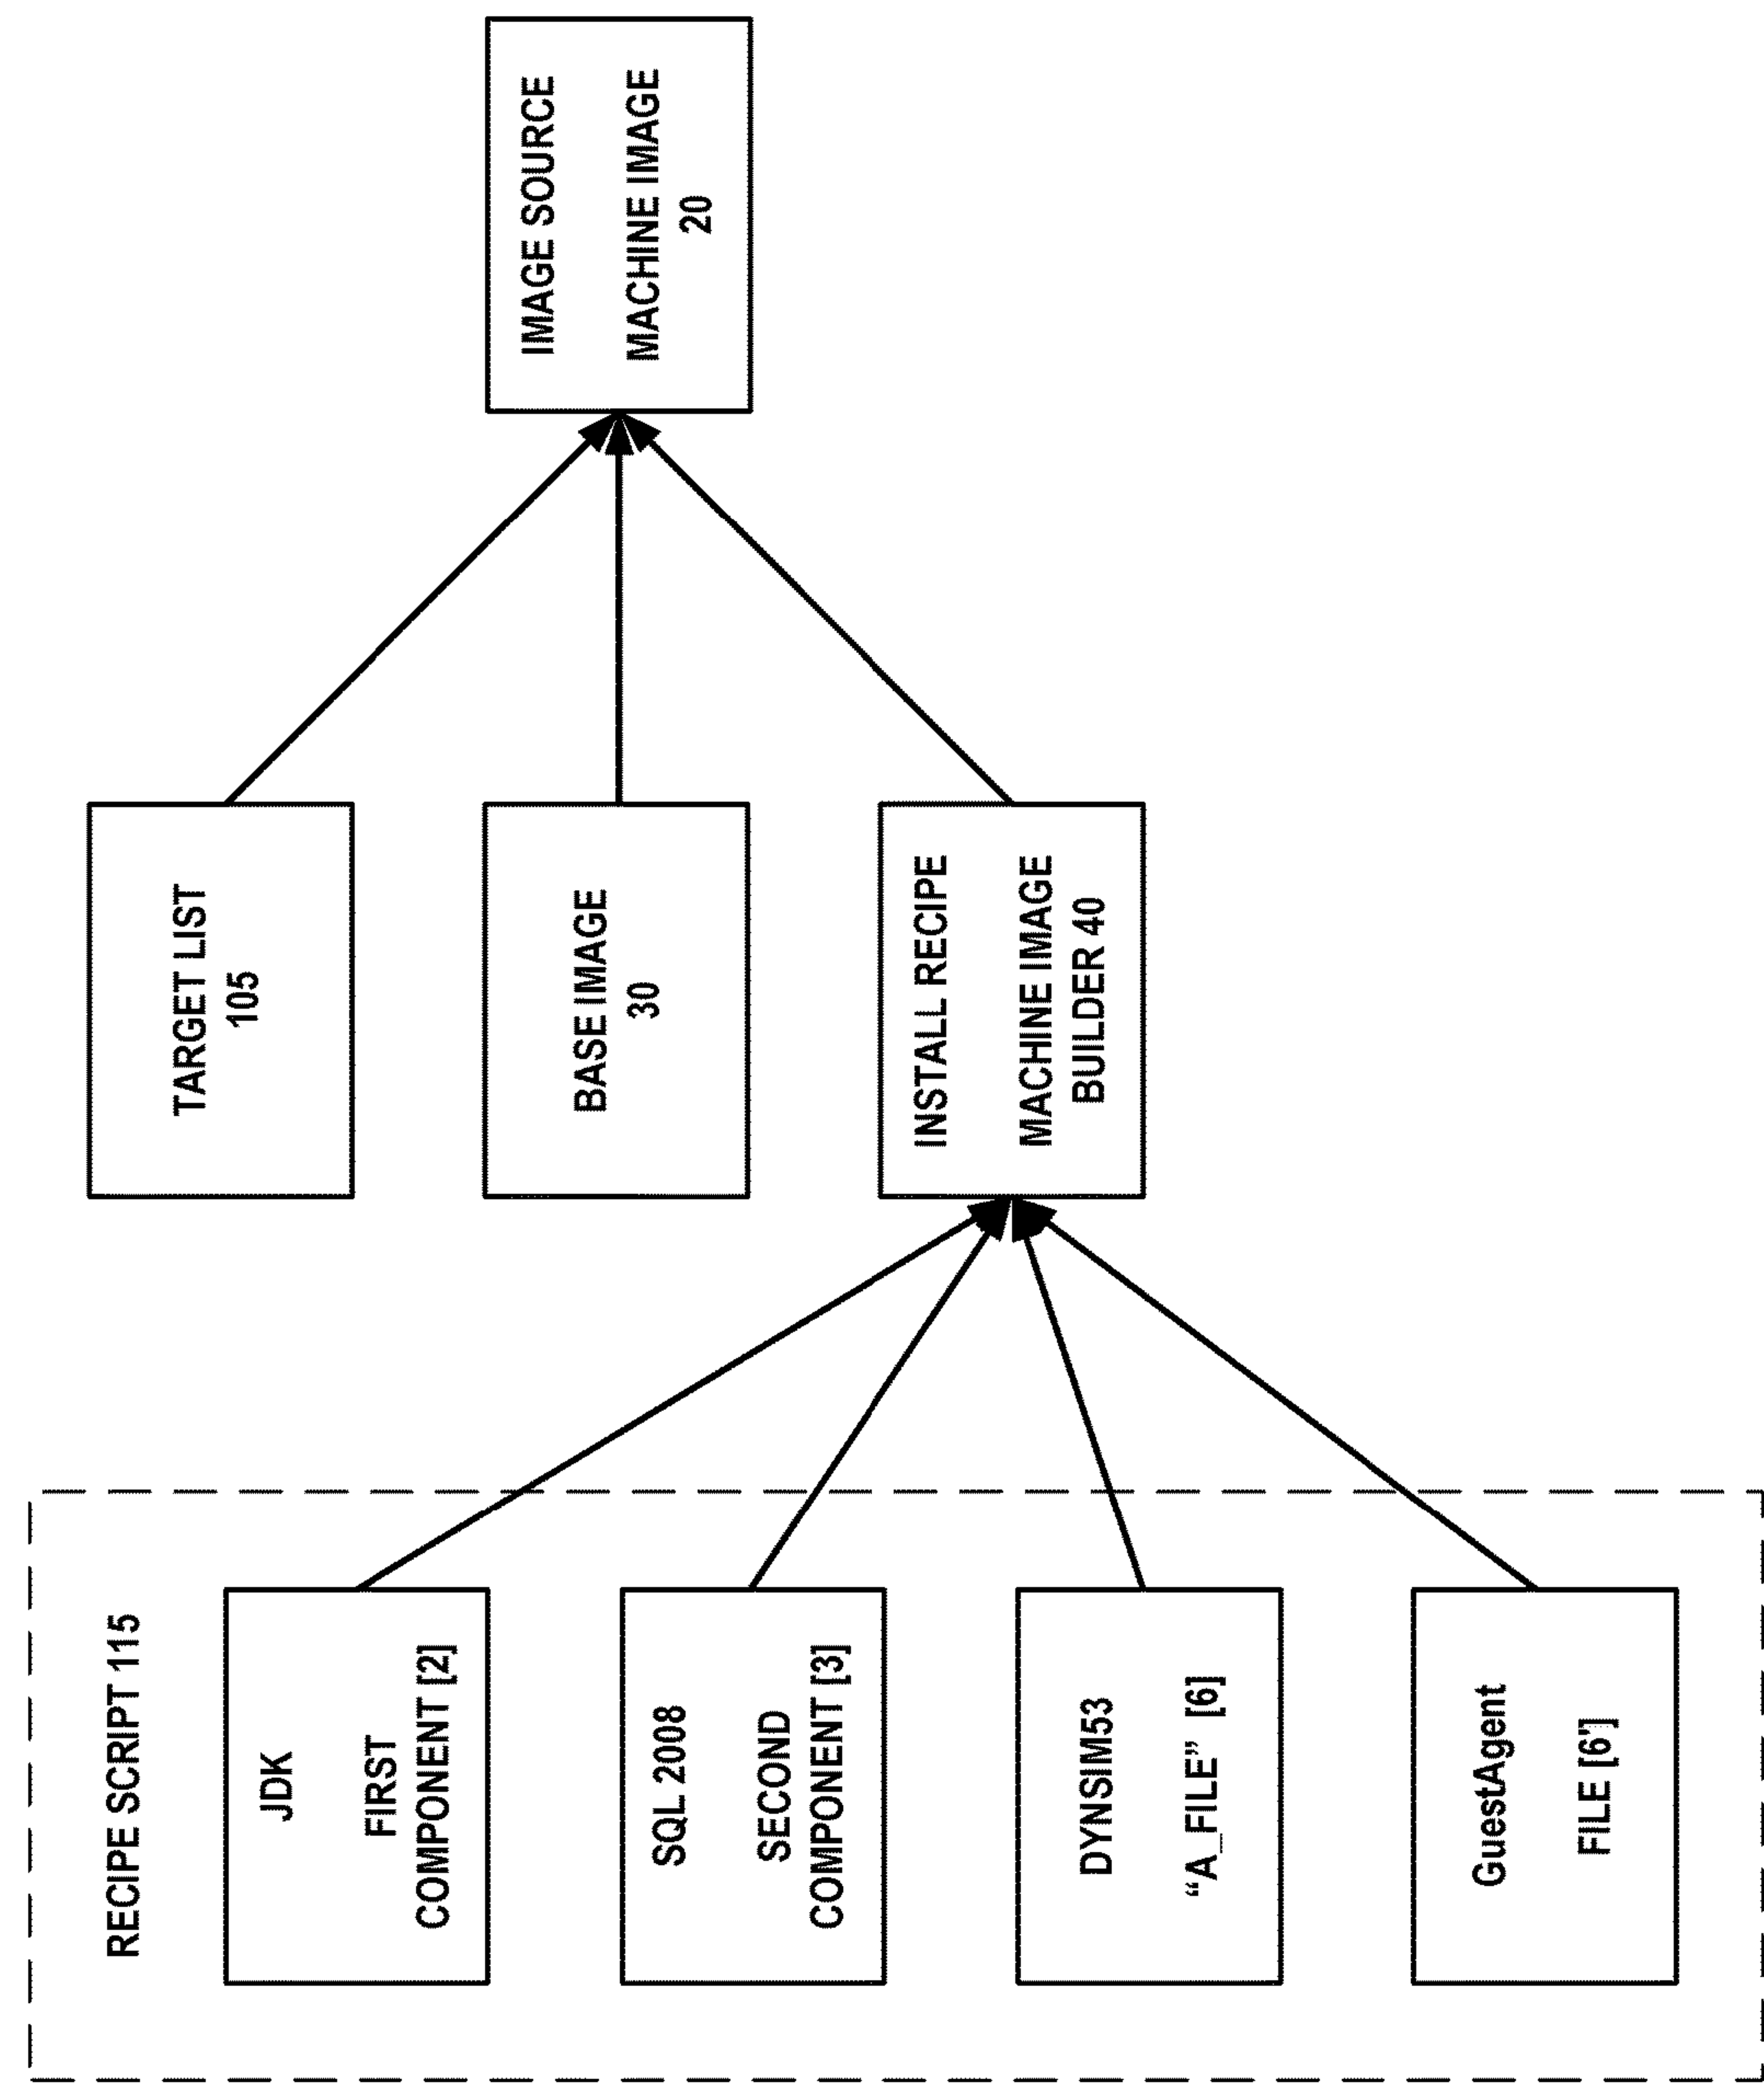 RECIPE SCRIPT 115
JDK
FIRST
COMPONENT [2]
SQL 2008
SECOND
COMPONENT [3]
DYNSIM53
“A_FILE” [6]
GuestAgent
FILE [6']
TARGET LIST
105
BASE IMAGE
30
INSTALL RECIPE
MACHINE IMAGE
BUILDER 40
IMAGE SOURCE
MACHINE IMAGE
20